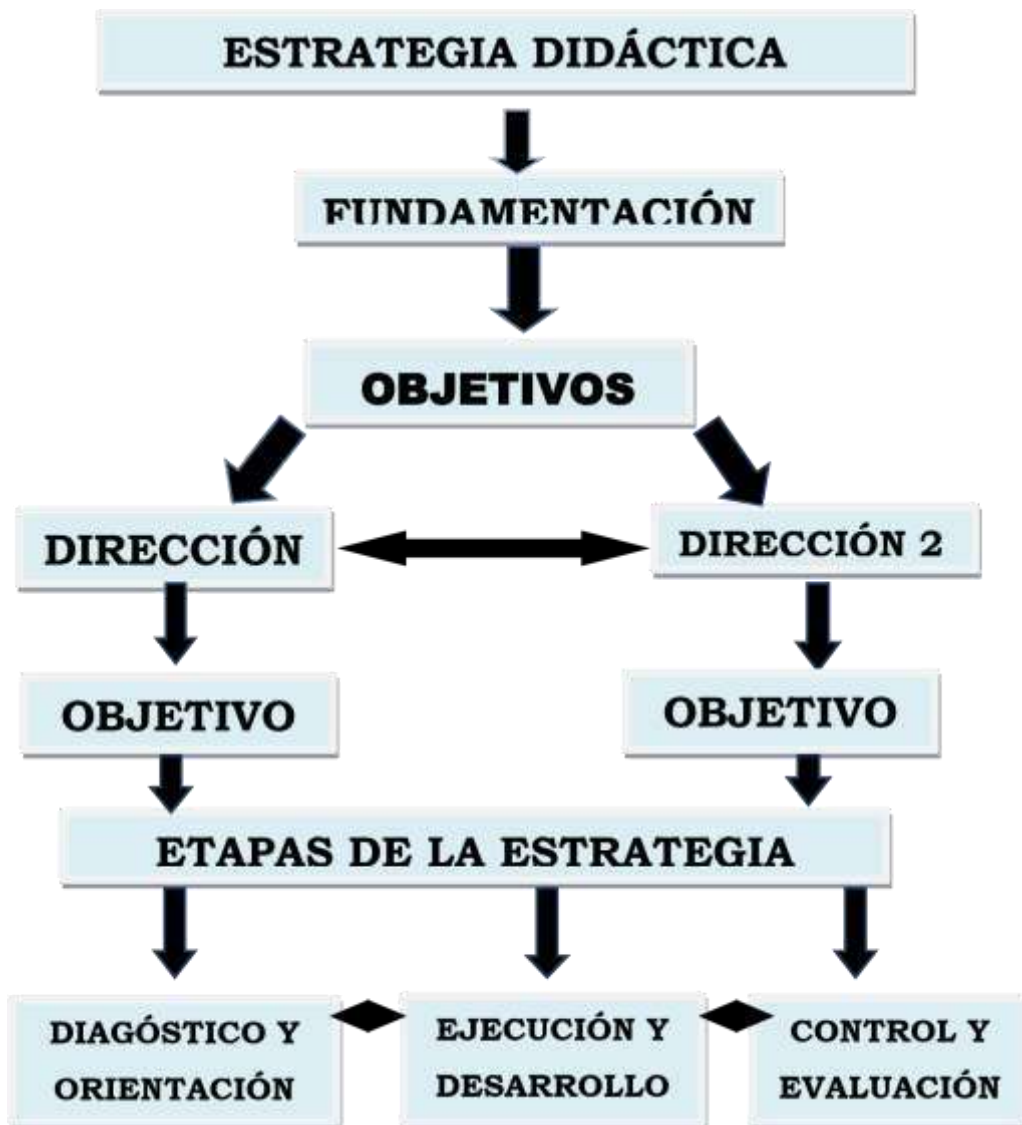 ESTRATEGIA DIDÁCTICA
FUNDAMENTACIÓN
OBJETIVOS
DIRECCIÓN
DIRECCIÓN 2
OBJETIVO
OBJETIVO
ETAPAS DE LA ESTRATEGIA
DIAGÓSTICO Y
ORIENTACIÓN
EJECUCIÓN Y
DESARROLLO
CONTROL Y
EVALUACIÓN